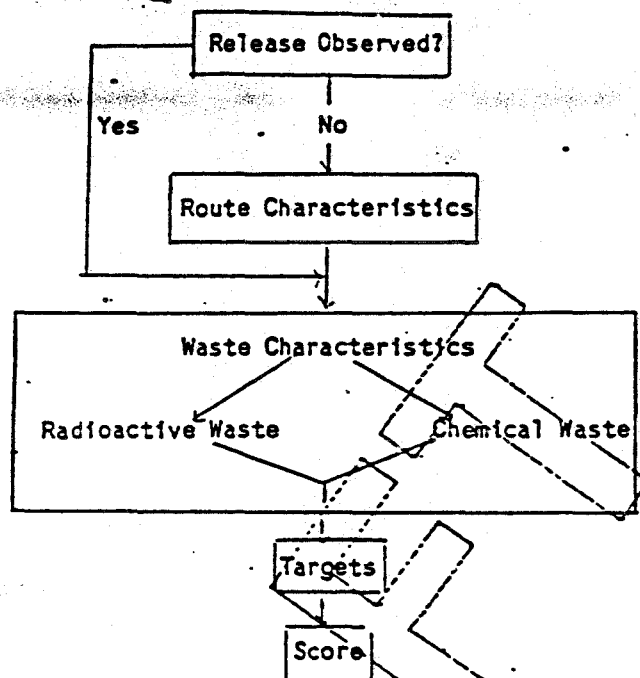 Release Observed?
Yes
No
Route Characteristics
Waste Characteristics
Radioactive Waste
Chemical Waste
Targets
Score